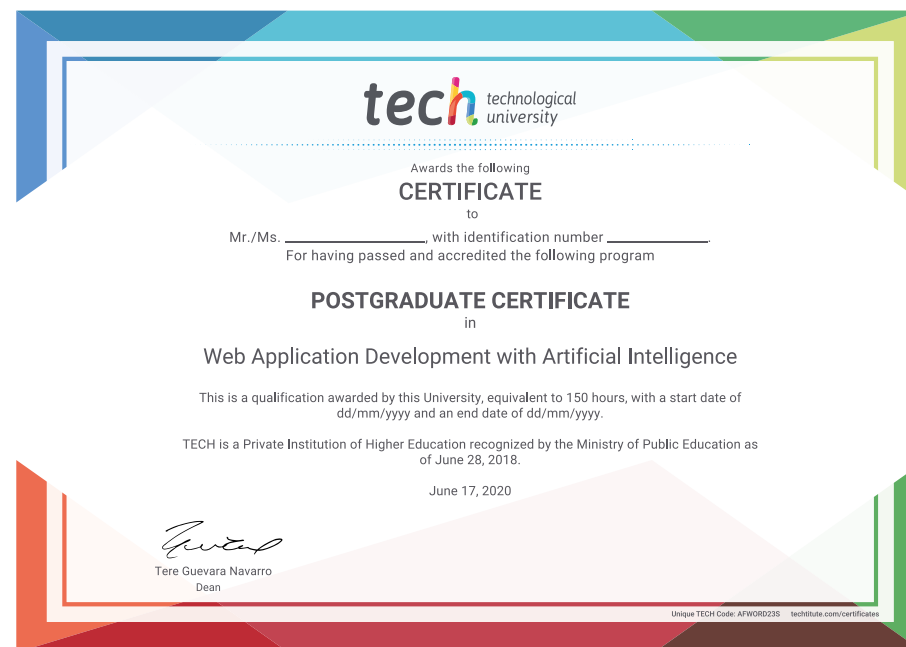 tech technological
university
Awards the following
CERTIFICATE
to
Mr./Ms. ____________________, with identification number ______________.
For having passed and accredited the following program
POSTGRADUATE CERTIFICATE
in
Web Application Development with Artificial Intelligence
This is a qualification awarded by this University, equivalent to 150 hours, with a start date of
dd/mm/yyyy and an end date of dd/mm/yyyy.
TECH is a Private Institution of Higher Education recognized by the Ministry of Public Education as
of June 28, 2018.
June 17, 2020
Tere Guevara Navarro
Dean
Unique TECH Code: AFWORD23S techtitute.com/certificates